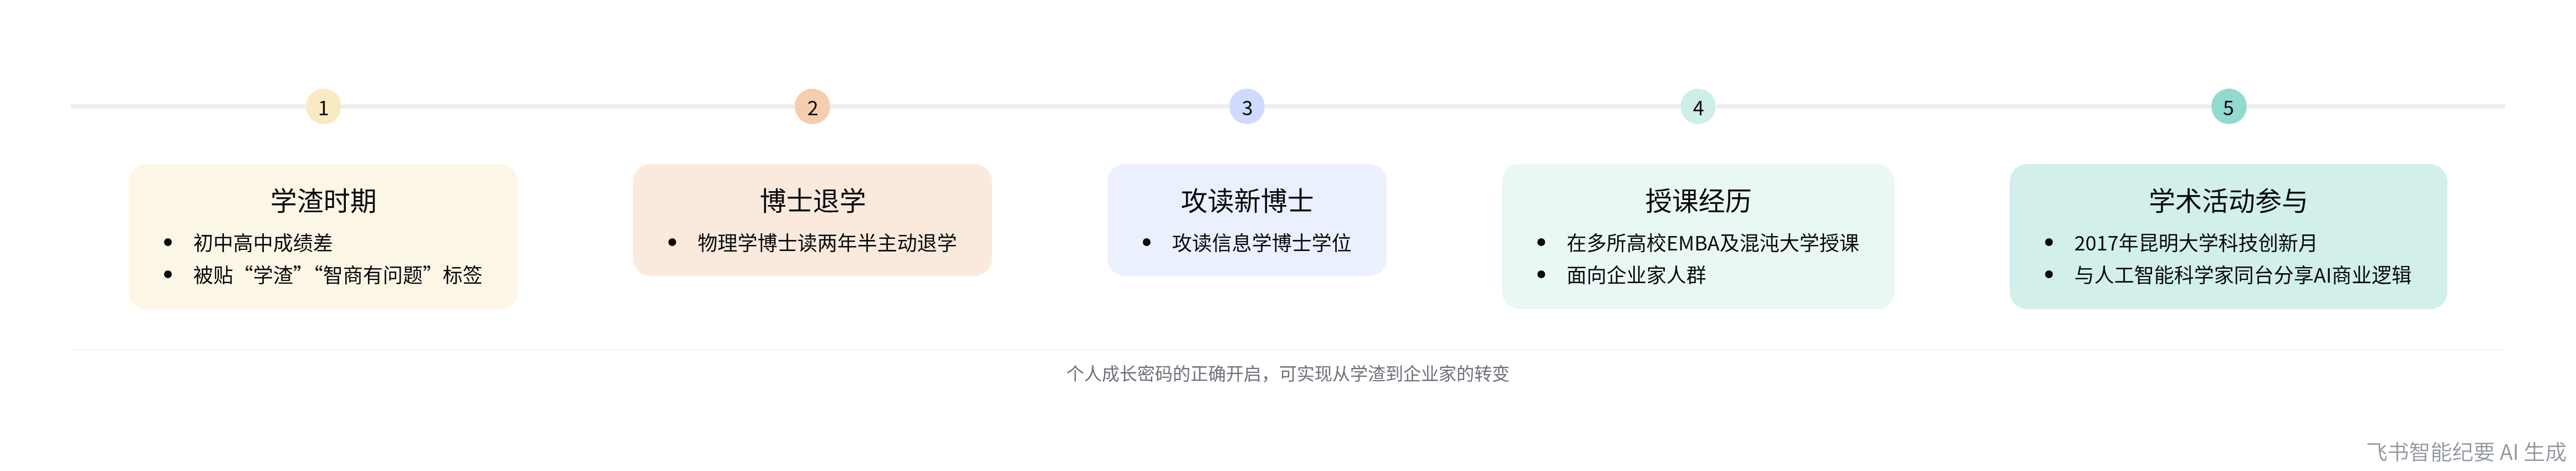 1
2
3
4
5
学渣时期
• 初中高中成绩差
• 被贴“学渣”“智商有问题”标签
博士退学
• 物理学博士读两年半主动退学
攻读新博士
• 攻读信息学博士学位
授课经历
• 在多所高校EMBA及混沌大学授课
• 面向企业家人群
学术活动参与
• 2017年昆明大学科技创新月
• 与人工智能科学家同台分享AI商业逻辑
个人成长密码的正确开启，可实现从学渣到企业家的转变
飞书智能纪要 AI 生成